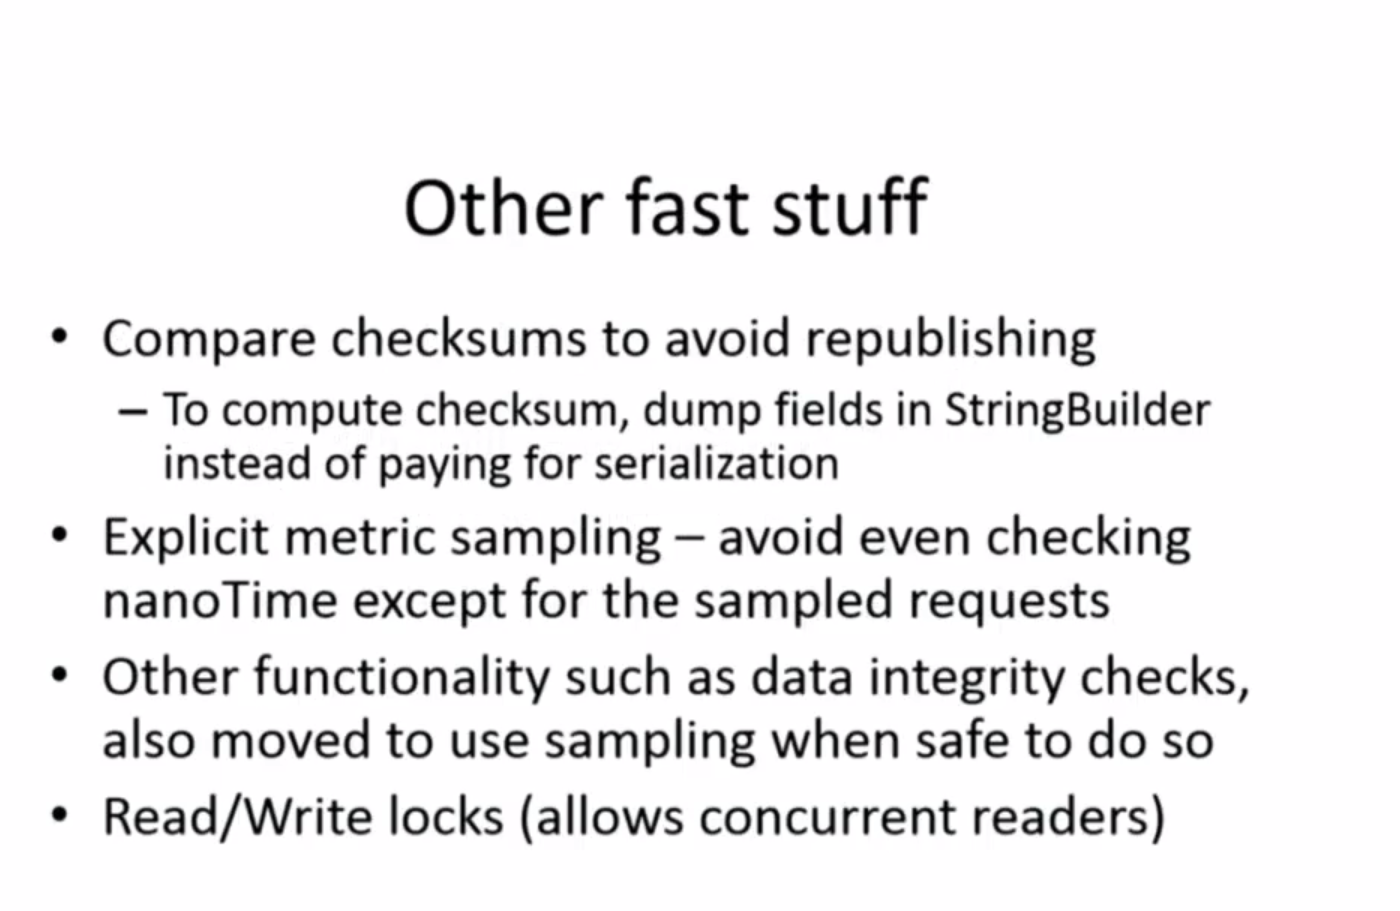 Other fast stuff
• Compare checksums to avoid republishing
– To compute checksum, dump fields in StringBuilder
instead of paying for serialization
• Explicit metric sampling – avoid even checking
nanoTime except for the sampled requests
• Other functionality such as data integrity checks,
also moved to use sampling when safe to do so
• Read/Write locks (allows concurrent readers)